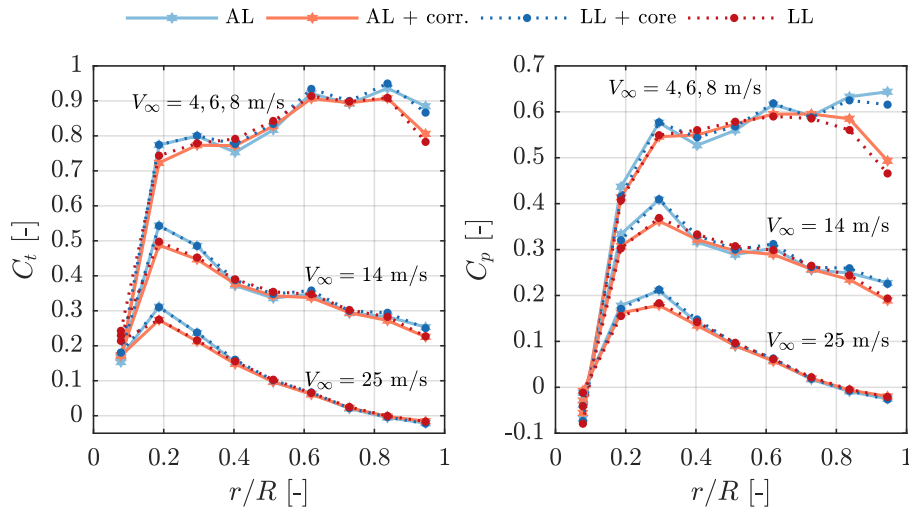 AL AL + corr. LL + core LL
1
0.9
0.8
0.7
0.6
0.5
0.4
0.3
0.2
0.1
0
C_t [-]
V_∞ = 4, 6, 8 m/s
V_∞ = 14 m/s
V_∞ = 25 m/s
0 0.2 0.4 0.6 0.8 1
r/R [-]
0.7
0.6
0.5
0.4
0.3
0.2
0.1
0
-0.1
C_p [-]
V_∞ = 4, 6, 8 m/s
V_∞ = 14 m/s
V_∞ = 25 m/s
0 0.2 0.4 0.6 0.8 1
r/R [-]